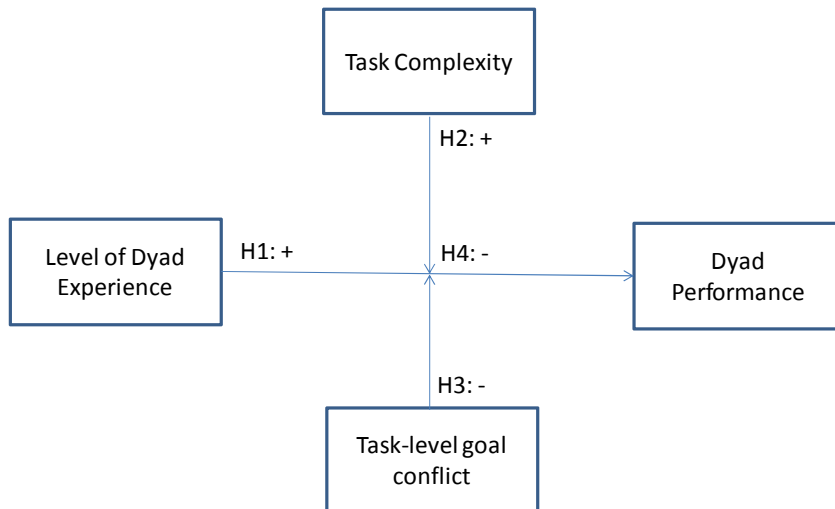 Task Complexity
H2: +
Level of Dyad
Experience
H1: +
H4: -
Dyad
Performance
H3: -
Task-level goal
conflict